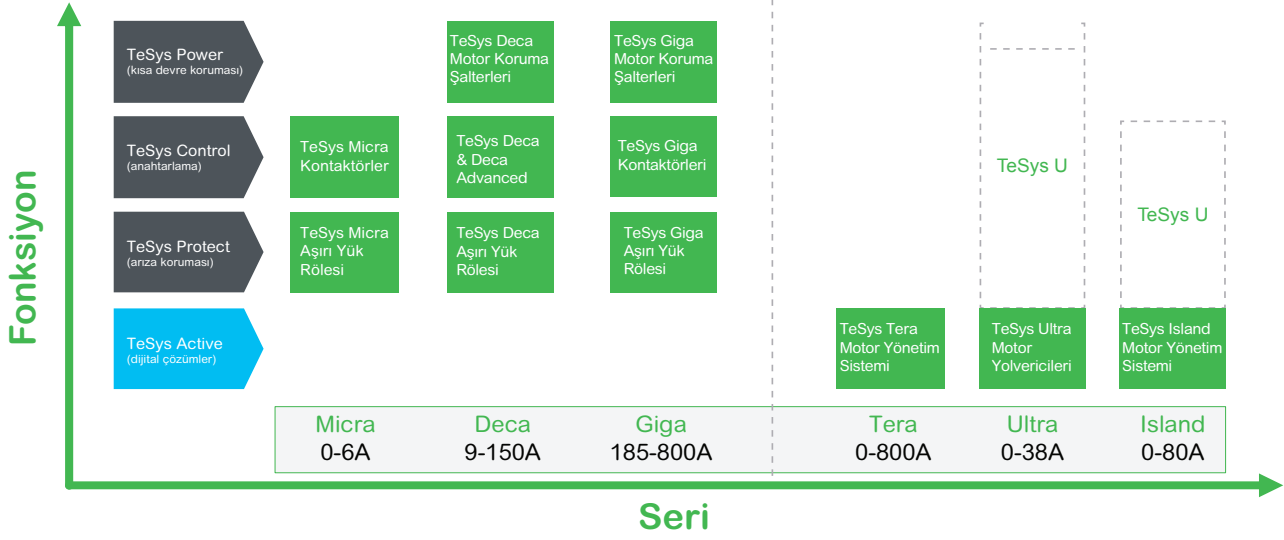 Fonksiyon
TeSys Power
(kısa devre koruması)
TeSys Deca
Motor Koruma
Şalterleri
TeSys Giga
Motor Koruma
Şalterleri
TeSys Control
(anahtarlama)
TeSys Micra
Kontaktörler
TeSys Deca
& Deca
Advanced
TeSys Giga
Kontaktörleri
TeSys U
TeSys U
TeSys Protect
(arıza koruması)
TeSys Micra
Aşırı Yük
Rölesi
TeSys Deca
Aşırı Yük
Rölesi
TeSys Giga
Aşırı Yük
Rölesi
TeSys Active
(dijital çözümler)
TeSys Tera
Motor Yönetim
Sistemi
TeSys Ultra
Motor
Yolvericileri
TeSys Island
Motor Yönetim
Sistemi
Micra
0-6A
Deca
9-150A
Giga
185-800A
Tera
0-800A
Ultra
0-38A
Island
0-80A
Seri